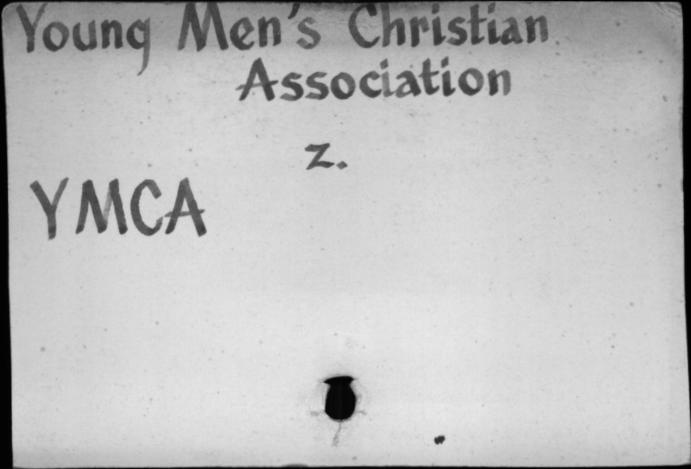 Young Men's Christian
Association
z.
YMCA